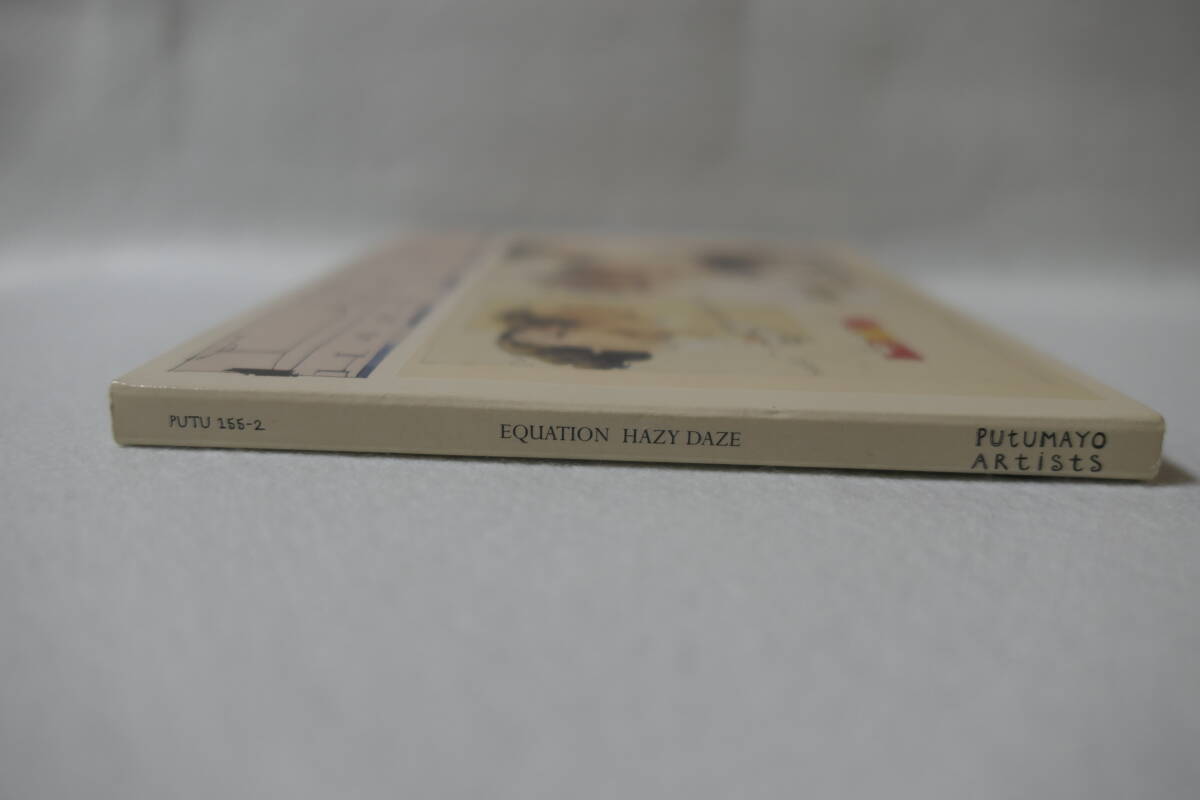 PUTU 155-2
EQUATION HAZY DAZE
PUTUMAYO
ARTISTS